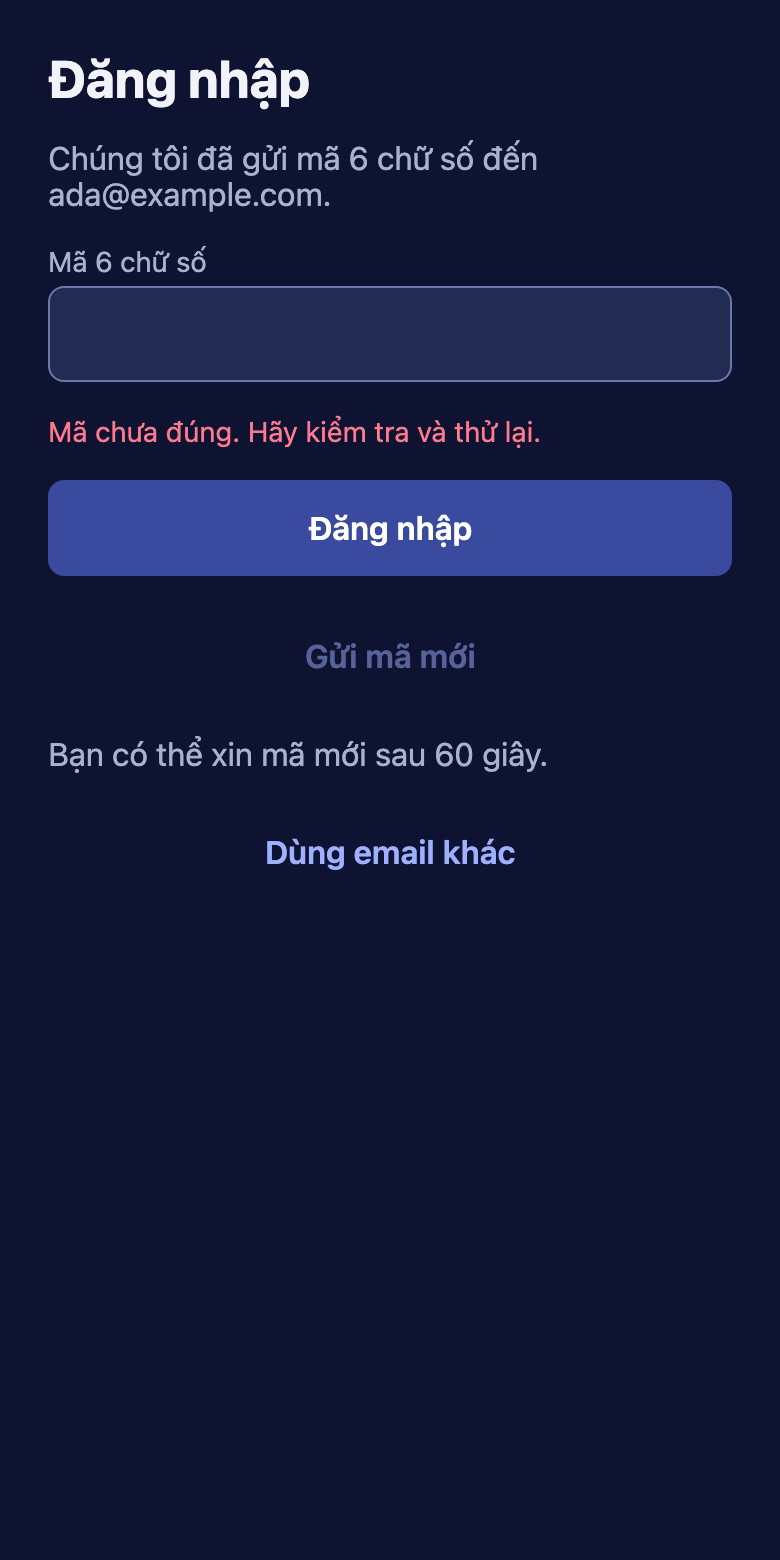 Đăng nhập
Chúng tôi đã gửi mã 6 chữ số đến
ada@example.com.
Mã 6 chữ số
Mã chưa đúng. Hãy kiểm tra và thử lại.
Đăng nhập
Gửi mã mới
Bạn có thể xin mã mới sau 60 giây.
Dùng email khác